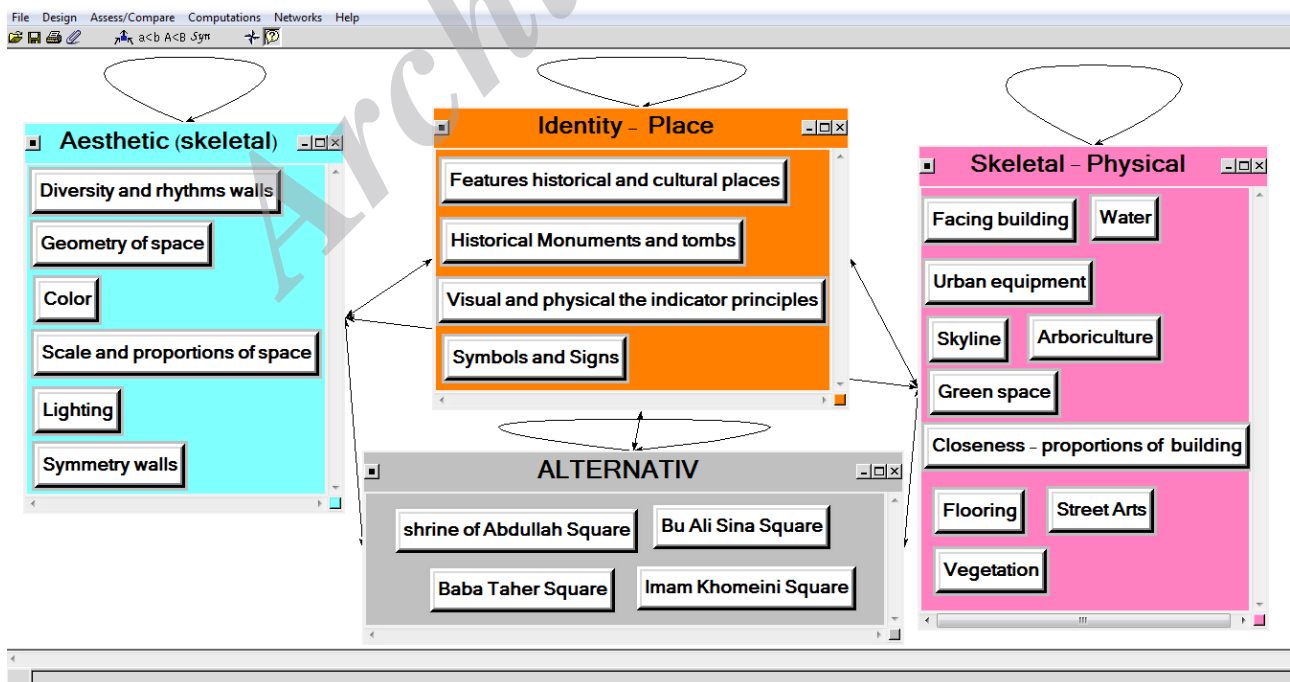 File Design Assess/Compare Computations Networks Help
a<b A<B Syn
Aesthetic (skeletal)
Diversity and rhythms walls
Geometry of space
Color
Scale and proportions of space
Lighting
Symmetry walls
Identity - Place
Features historical and cultural places
Historical Monuments and tombs
Visual and physical the indicator principles
Symbols and Signs
Skeletal - Physical
Facing building Water
Urban equipment
Skyline Arboriculture
Green space
Closeness - proportions of building
Flooring Street Arts
Vegetation
ALTERNATIV
shrine of Abdullah Square Bu Ali Sina Square
Baba Taher Square Imam Khomeini Square